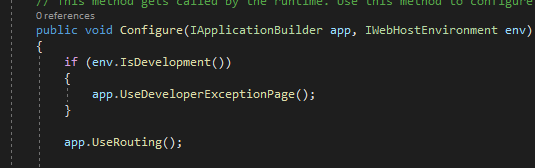 // This method gets called by the runtime. Use this method to configure
0 references
public void Configure(IApplicationBuilder app, IWebHostEnvironment env)
{
if (env.IsDevelopment())
{
app.UseDeveloperExceptionPage();
}
app.UseRouting();